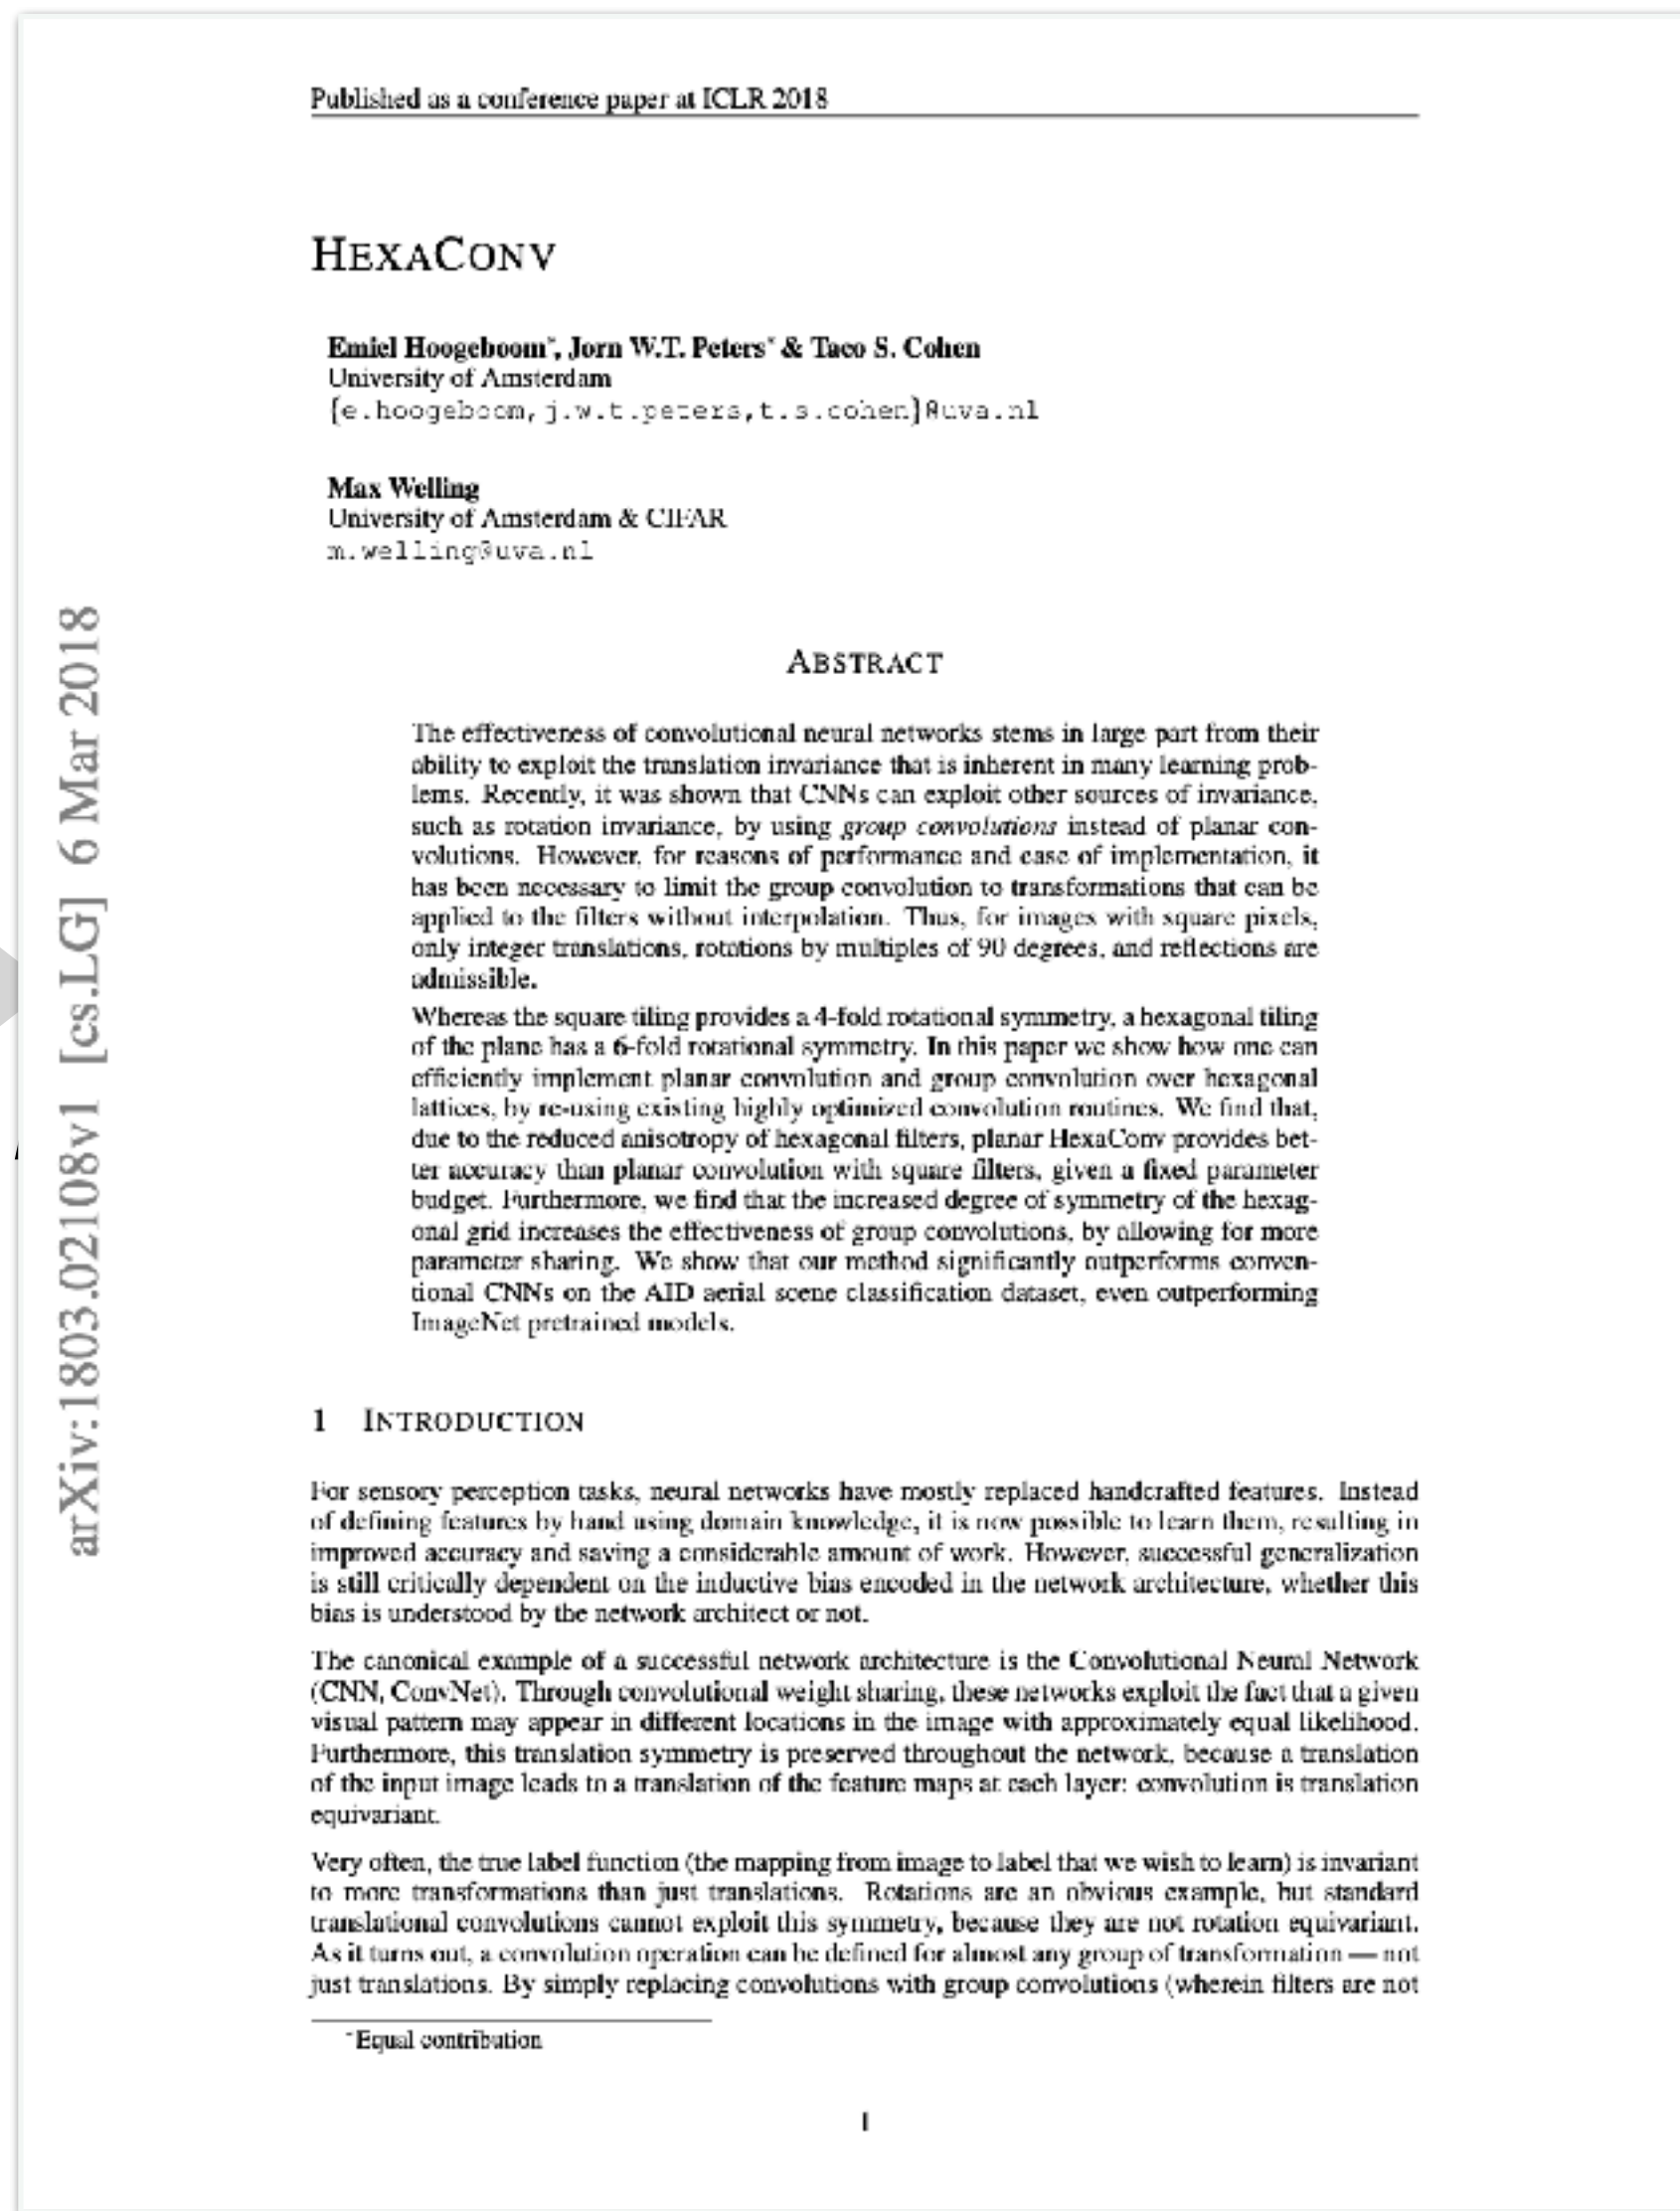 Published as a conference paper at ICLR 2018
HEXACONV
Emiel Hoogeboom*, Jorn W.T. Peters* & Taco S. Cohen
University of Amsterdam
{e.hoogeboom,j.w.t.peters,t.s.cohen}@uva.nl
Max Welling
University of Amsterdam & CIFAR
m.welling@uva.nl
arXiv:1803.02108v1 [cs.LG] 6 Mar 2018
ABSTRACT
The effectiveness of convolutional neural networks stems in large part from their
ability to exploit the translation invariance that is inherent in many learning prob-
lems. Recently, it was shown that CNNs can exploit other sources of invariance,
such as rotation invariance, by using group convolutions instead of planar con-
volutions. However, for reasons of performance and ease of implementation, it
has been necessary to limit the group convolution to transformations that can be
applied to the filters without interpolation. Thus, for images with square pixels,
only integer translations, rotations by multiples of 90 degrees, and reflections are
admissible.
Whereas the square tiling provides a 4-fold rotational symmetry, a hexagonal tiling
of the plane has a 6-fold rotational symmetry. In this paper we show how one can
efficiently implement planar convolution and group convolution over hexagonal
lattices, by re-using existing highly optimized convolution routines. We find that,
due to the reduced anisotropy of hexagonal filters, planar HexaConv provides bet-
ter accuracy than planar convolution with square filters, given a fixed parameter
budget. Furthermore, we find that the increased degree of symmetry of the hexag-
onal grid increases the effectiveness of group convolutions, by allowing for more
parameter sharing. We show that our method significantly outperforms conven-
tional CNNs on the AID aerial scene classification dataset, even outperforming
ImageNet pretrained models.
1 INTRODUCTION
For sensory perception tasks, neural networks have mostly replaced handcrafted features. Instead
of defining features by hand using domain knowledge, it is now possible to learn them, resulting in
improved accuracy and saving a considerable amount of work. However, successful generalization
is still critically dependent on the inductive bias encoded in the network architecture, whether this
bias is understood by the network architect or not.
The canonical example of a successful network architecture is the Convolutional Neural Network
(CNN, ConvNet). Through convolutional weight sharing, these networks exploit the fact that a given
visual pattern may appear in different locations in the image with approximately equal likelihood.
Furthermore, this translation symmetry is preserved throughout the network, because a translation
of the input image leads to a translation of the feature maps at each layer: convolution is translation
equivariant.
Very often, the true label function (the mapping from image to label that we wish to learn) is invariant
to more transformations than just translations. Rotations are an obvious example, but standard
translational convolutions cannot exploit this symmetry, because they are not rotation equivariant.
As it turns out, a convolution operation can be defined for almost any group of transformation — not
just translations. By simply replacing convolutions with group convolutions (wherein filters are not
*Equal contribution
1